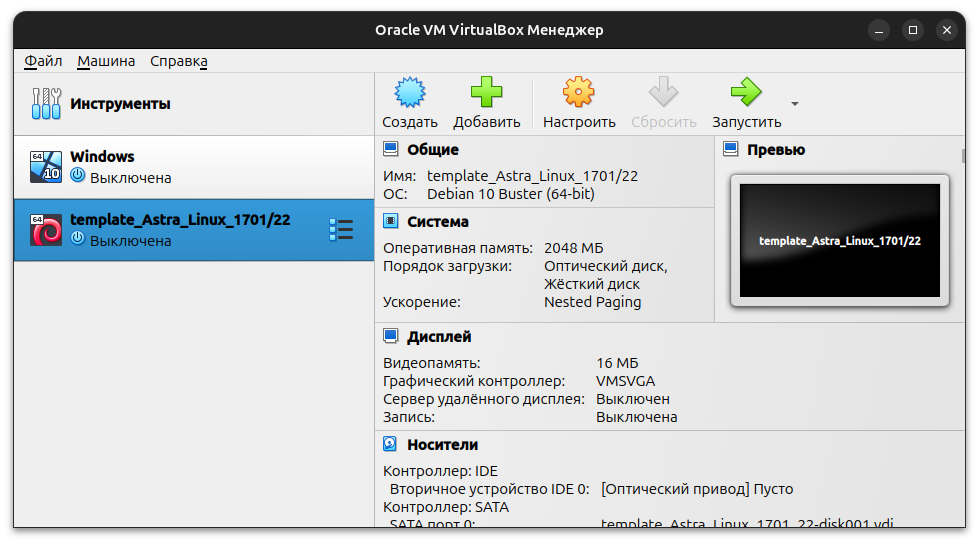 Oracle VM VirtualBox Менеджер
Файл Машина Справка
Инструменты
64
10
Windows
Выключена
64
template_Astra_Linux_1701/22
Выключена
Создать Добавить Настроить Сбросить Запустить
Общие
Имя: template_Astra_Linux_1701/22
ОС: Debian 10 Buster (64-bit)
Превью
template_Astra_Linux_1701/22
Система
Оперативная память: 2048 МБ
Порядок загрузки: Оптический диск,
Жёсткий диск
Ускорение: Nested Paging
Дисплей
Видеопамять: 16 МБ
Графический контроллер: VMSVGA
Сервер удалённого дисплея: Выключен
Запись: Выключена
Носители
Контроллер: IDE
Вторичное устройство IDE 0: [Оптический привод] Пусто
Контроллер: SATA
SATA порт 0: template_Astra_Linux_1701_22-disk001.vdi